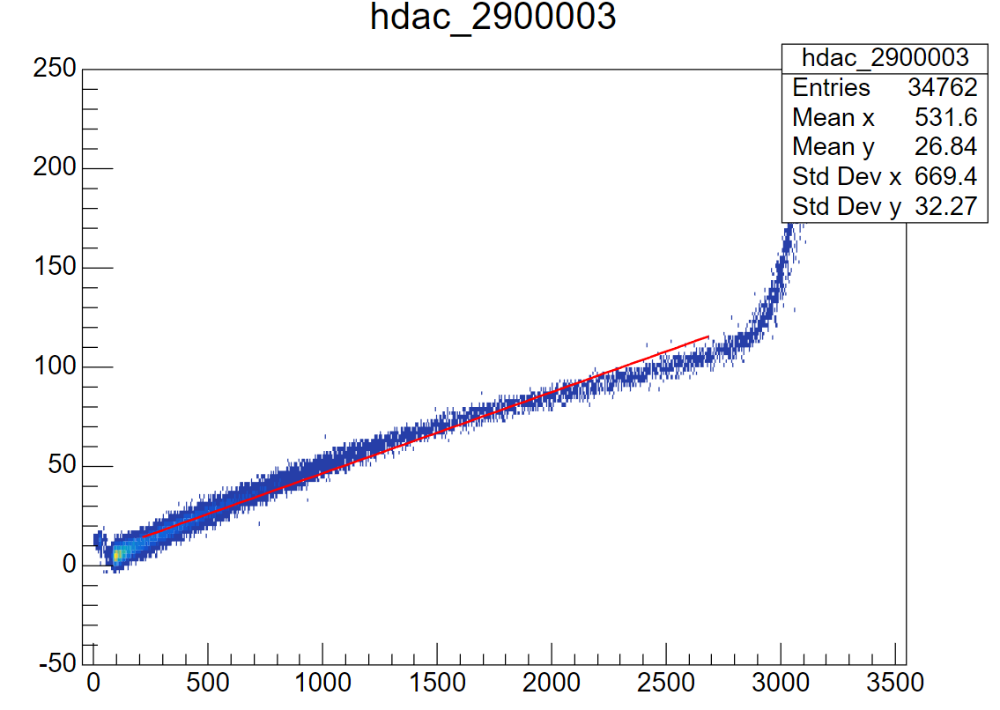 hdac_2900003
hdac_2900003
Entries 34762
Mean x 531.6
Mean y 26.84
Std Dev x 669.4
Std Dev y 32.27
250
200
150
100
50
0
-50
0 500 1000 1500 2000 2500 3000 3500